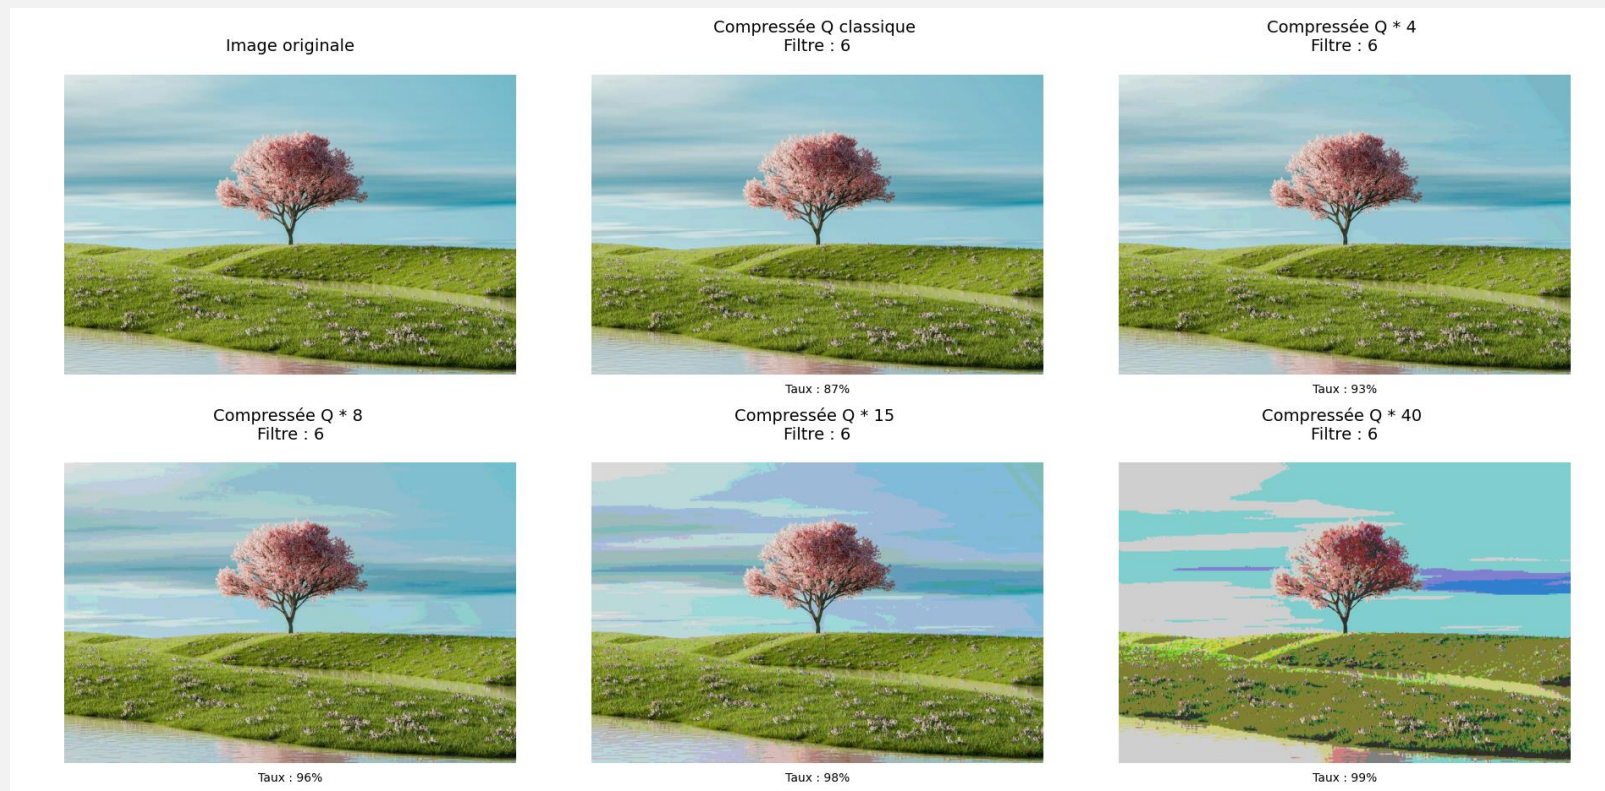 Image originale
Compressée Q classique
Filtre : 6
Compressée Q * 4
Filtre : 6
Taux : 87%
Taux : 93%
Compressée Q * 8
Filtre : 6
Compressée Q * 15
Filtre : 6
Compressée Q * 40
Filtre : 6
Taux : 96%
Taux : 98%
Taux : 99%